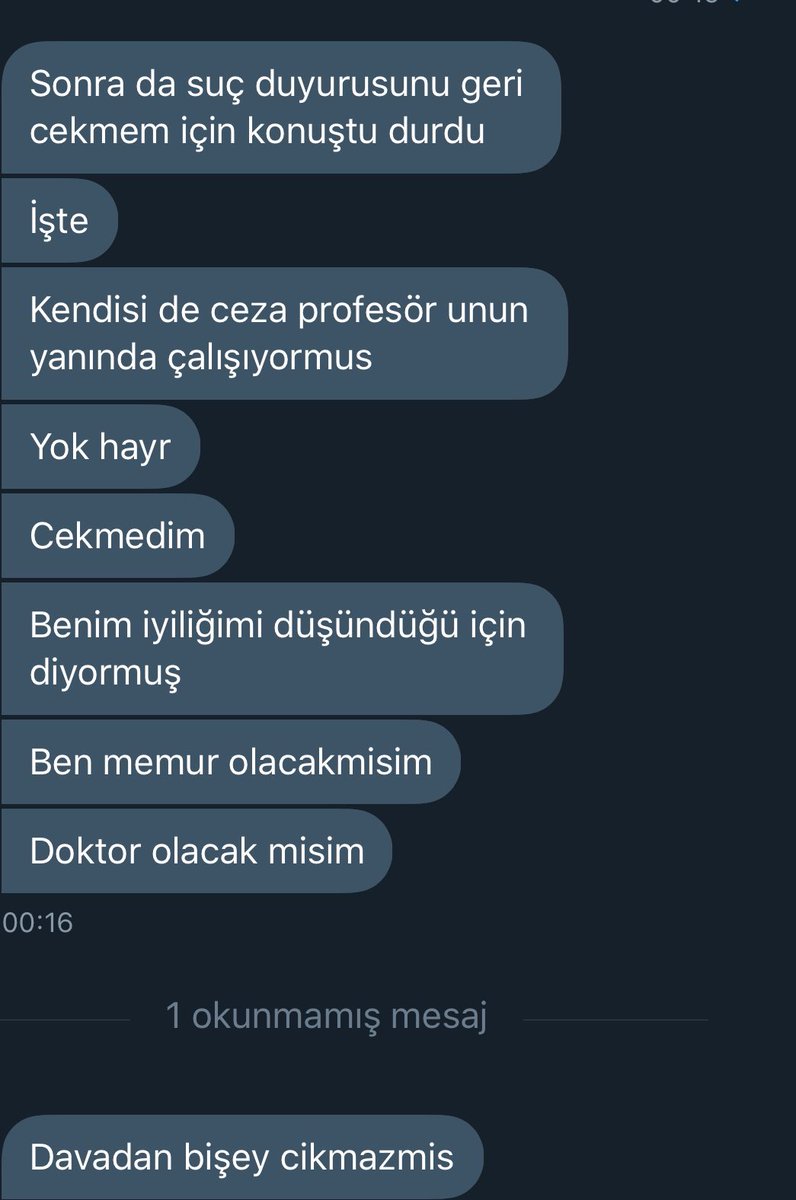 Sonra da suç duyurusunu geri
cekmem için konuştu durdu
İşte
Kendisi de ceza profesör unun
yanında çalışıyormus
Yok hayr
Cekmedim
Benim iyiliğimi düşündüğü için
diyormuş
Ben memur olacakmisim
Doktor olacak misim
00:16
1 okunmamış mesaj
Davadan bişey cikmazmis